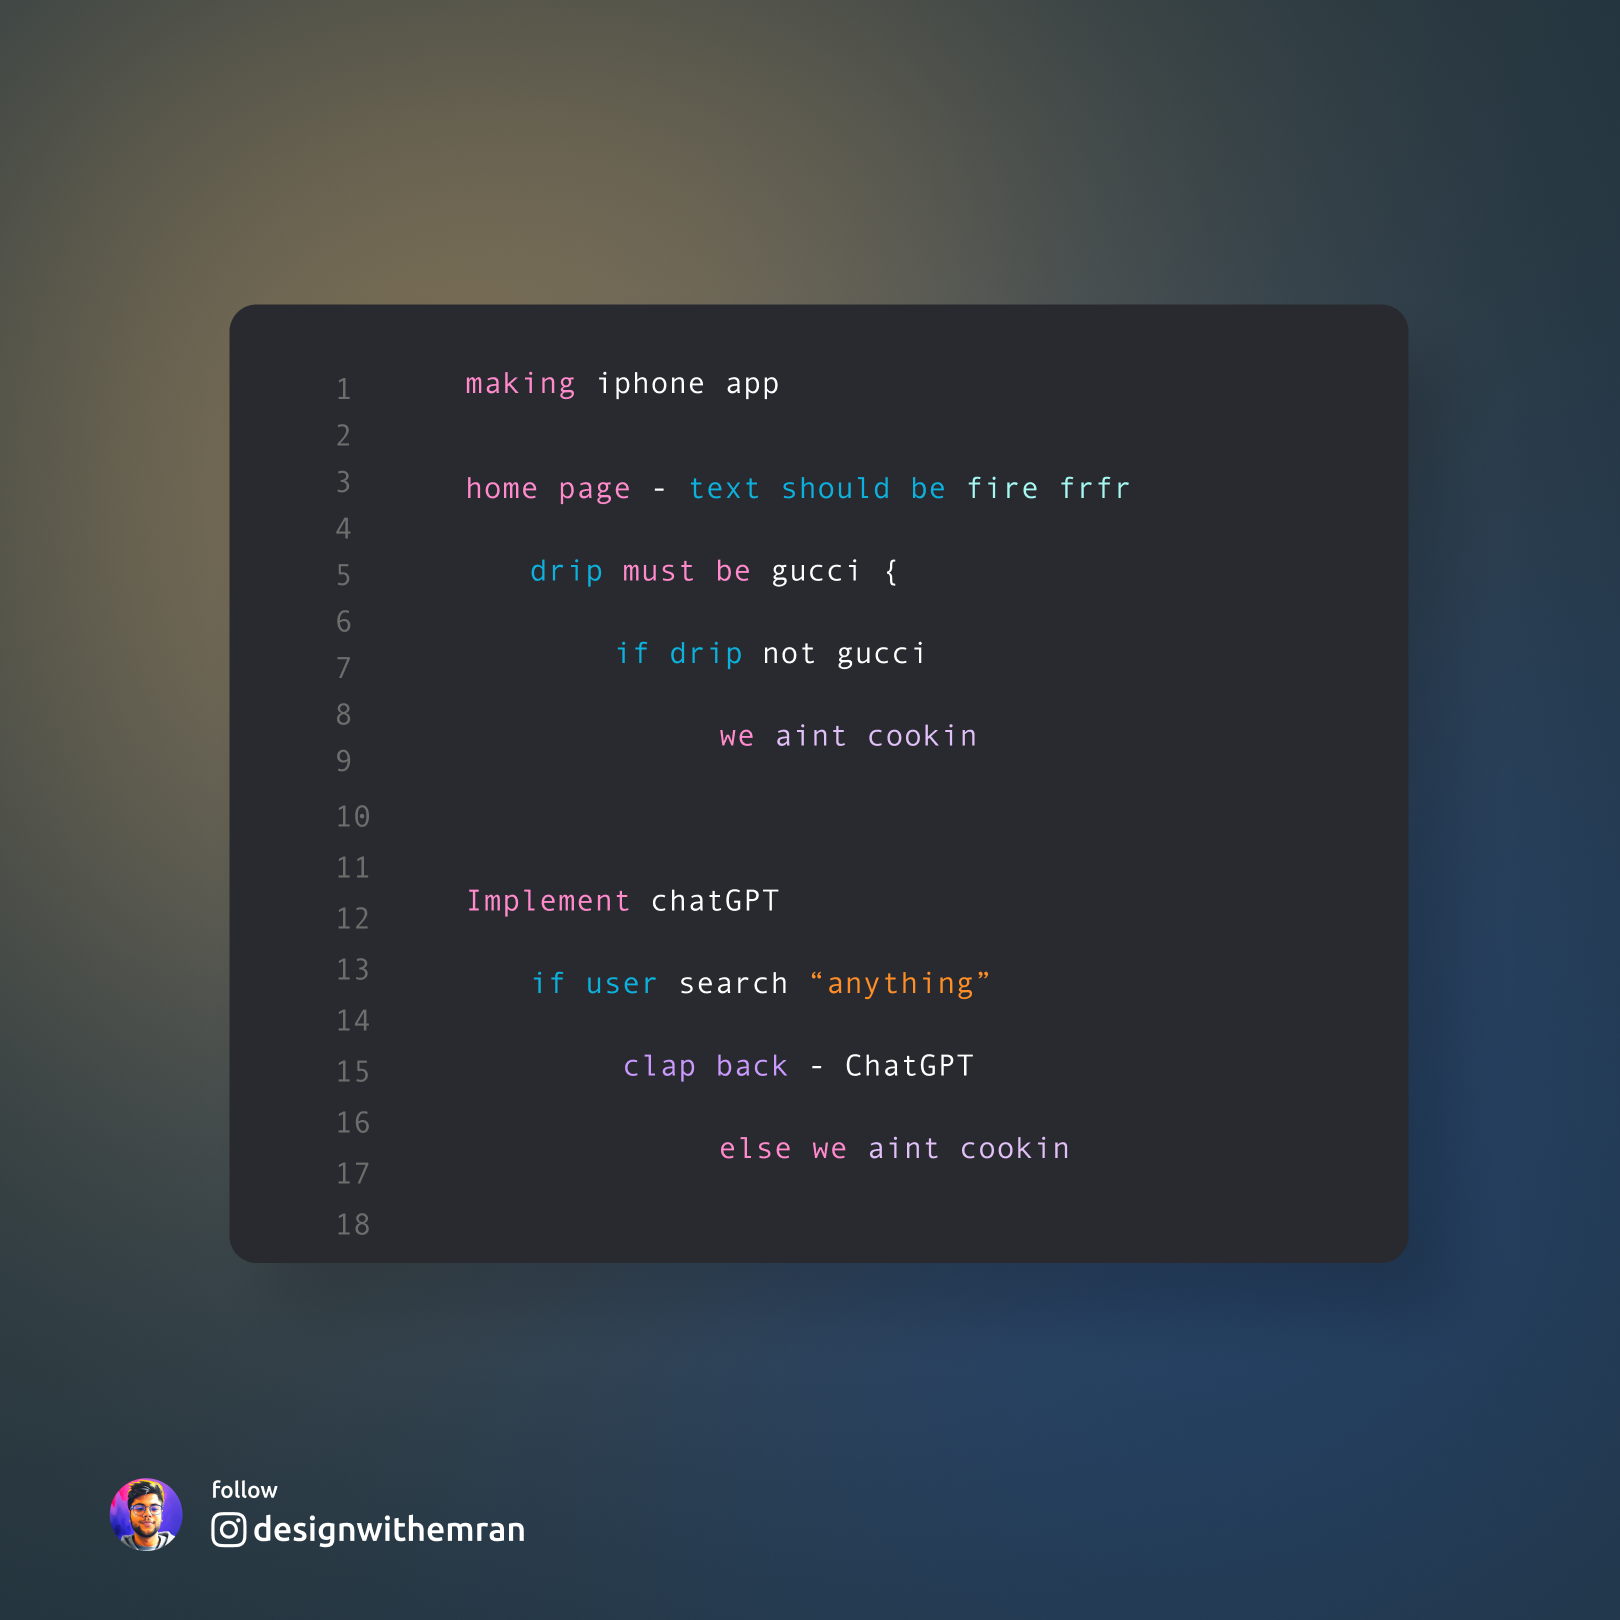 1
making iphone app
2
3
home page - text should be fire frfr
4
5
drip must be gucci {
6
7
if drip not gucci
8
we aint cookin
9
10
11
Implement chatGPT
12
13
if user search “anything”
14
15
clap back - ChatGPT
16
17
else we aint cookin
18
follow
designwithemran